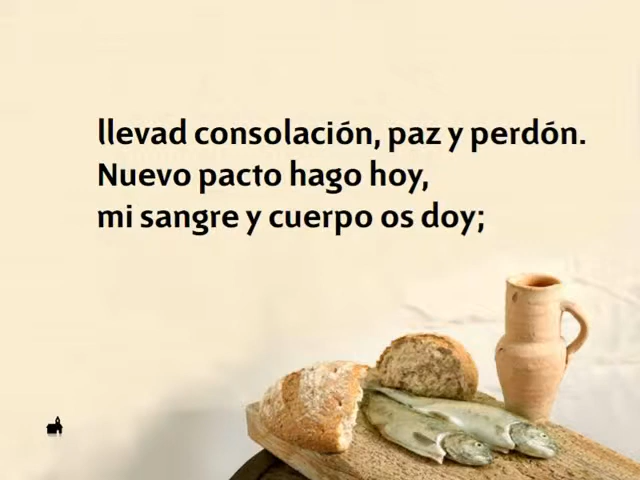 llevad consolación, paz y perdón.
Nuevo pacto hago hoy,
mi sangre y cuerpo os doy;